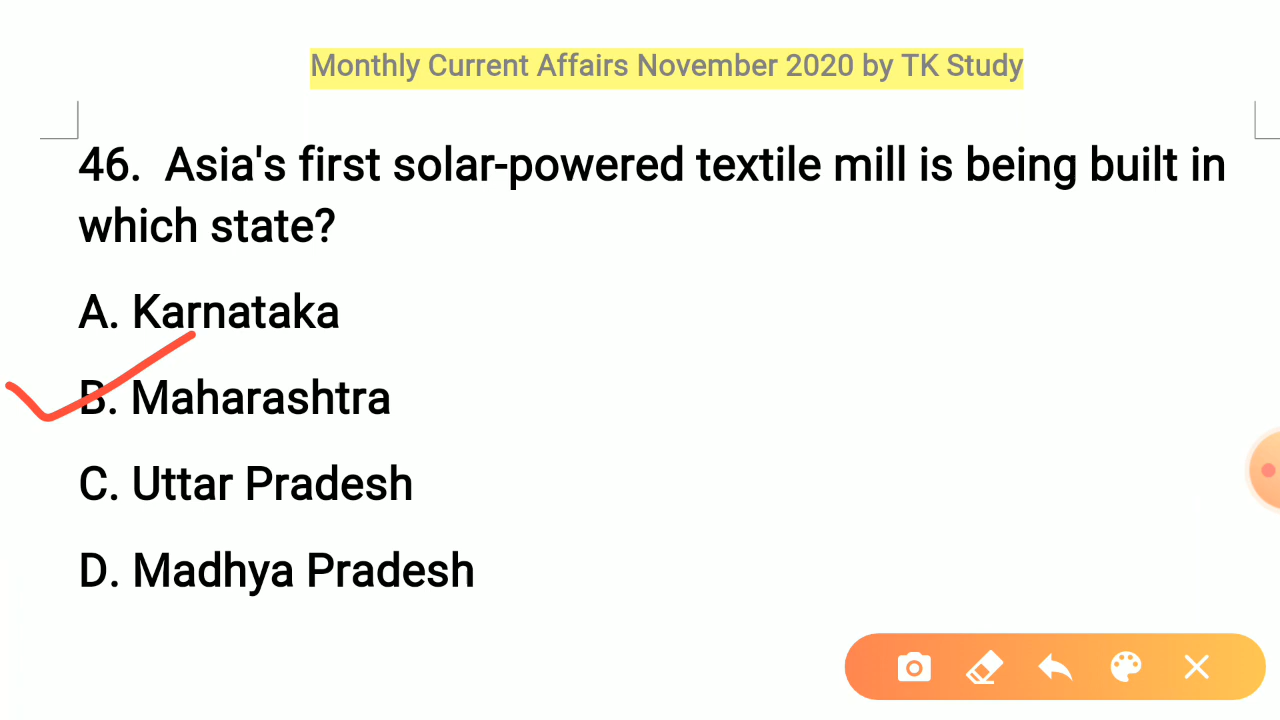 Monthly Current Affairs November 2020 by TK Study
46. Asia's first solar-powered textile mill is being built in
which state?
A. Karnataka
B. Maharashtra
C. Uttar Pradesh
D. Madhya Pradesh